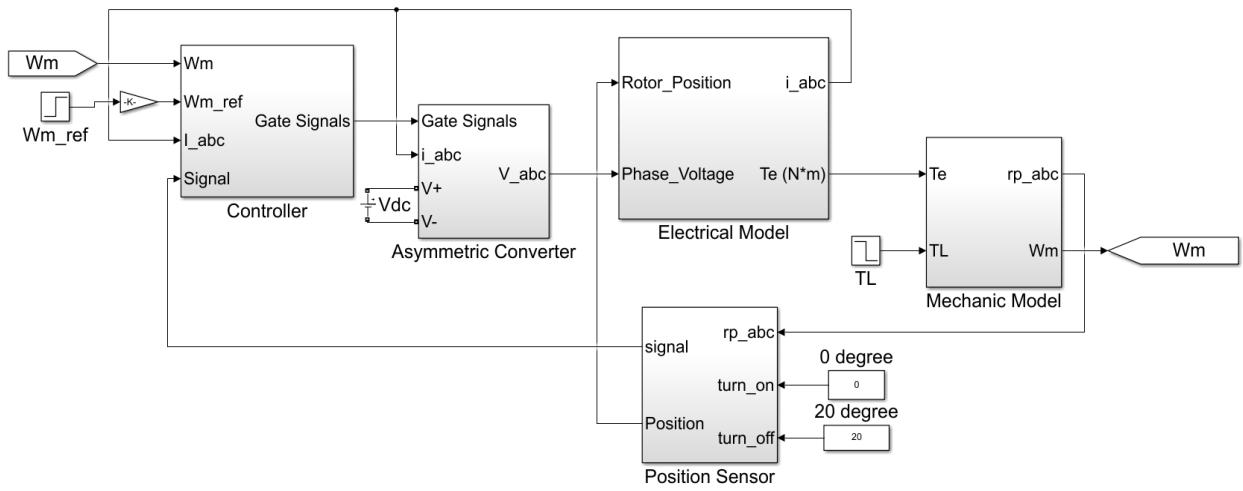 Wm
Wm_ref
-K-
Wm
Wm_ref
I_abc
Signal
Gate Signals
Controller
Gate Signals
i_abc
V+
V-
V_abc
Vdc
Asymmetric Converter
Rotor_Position
Phase_Voltage
i_abc
Te (N*m)
Electrical Model
Te
TL
rp_abc
Wm
Mechanic Model
TL
Wm
signal
Position
rp_abc
turn_on
turn_off
Position Sensor
0 degree
0
20 degree
20